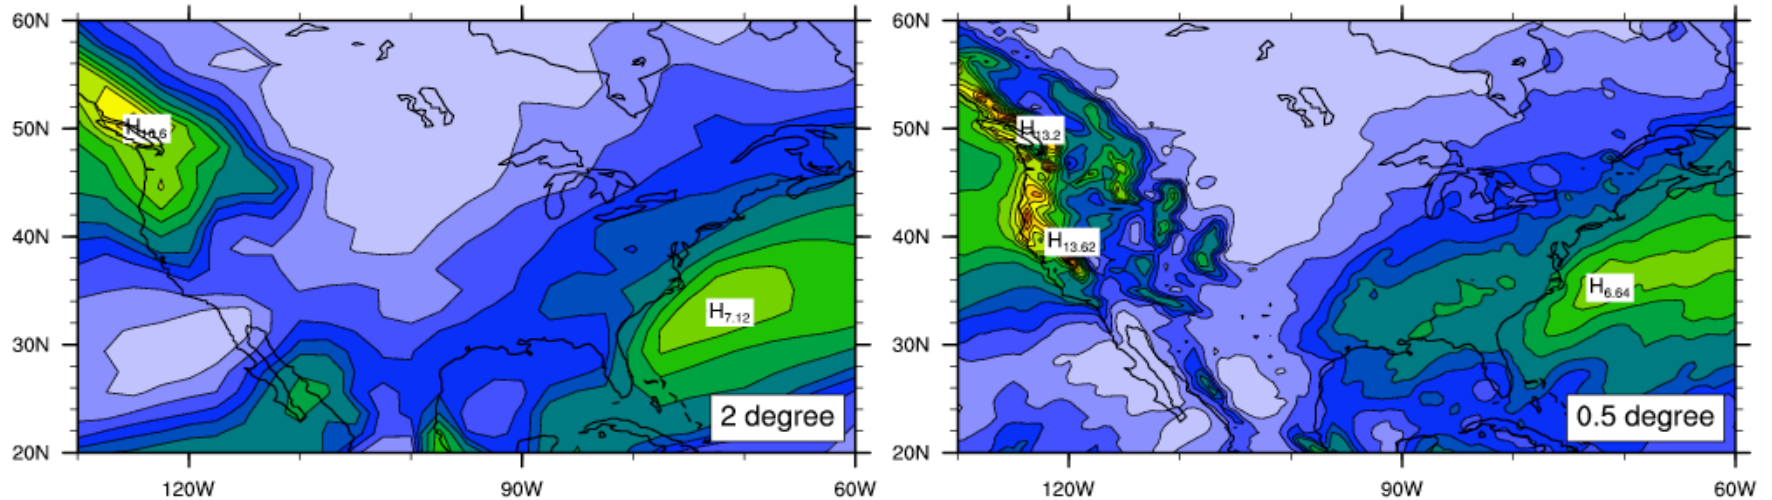 60N 60N
50N H H13.2 50N
40N H13.62 40N
H6.64
H7.12
30N 30N
2 degree 0.5 degree
20N 20N
120W 90W 60W 120W 90W 60W